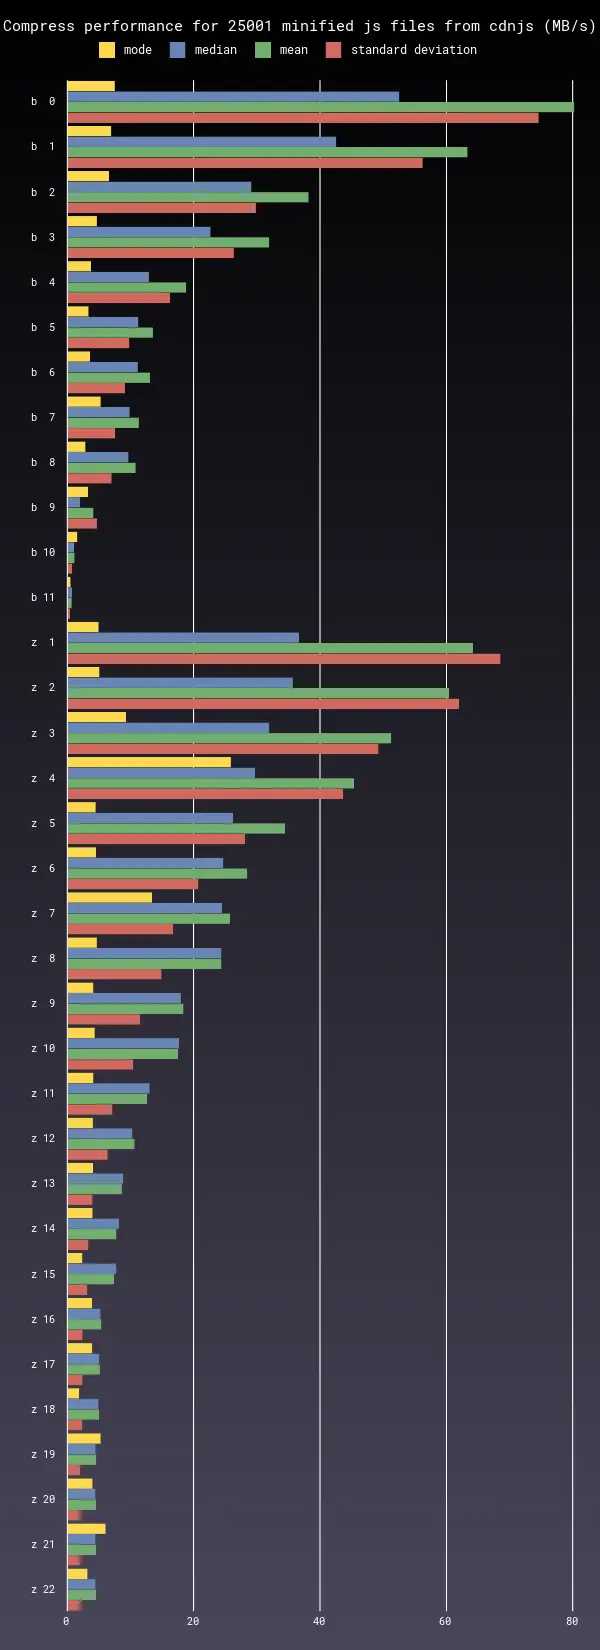 Compress performance for 25001 minified js files from cdnjs (MB/s)
mode median mean standard deviation
b 0
b 1
b 2
b 3
b 4
b 5
b 6
b 7
b 8
b 9
b 10
b 11
z 1
z 2
z 3
z 4
z 5
z 6
z 7
z 8
z 9
z 10
z 11
z 12
z 13
z 14
z 15
z 16
z 17
z 18
z 19
z 20
z 21
z 22
0 20 40 60 80